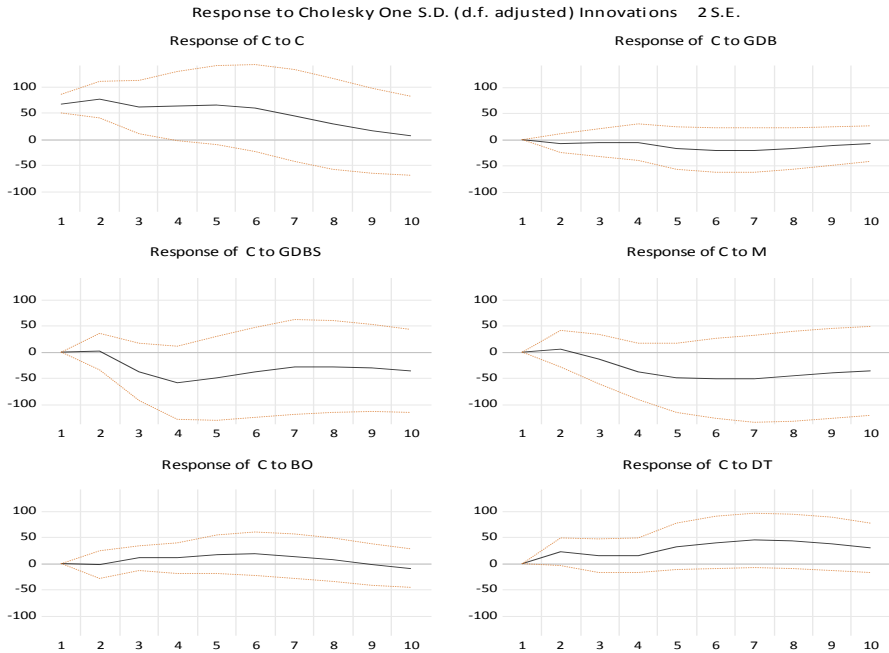 Response to Cholesky One S.D. (d.f. adjusted) Innovations 2 S.E.
Response of C to C
100
50
0
-50
-100
1 2 3 4 5 6 7 8 9 10
Response of C to GDB
100
50
0
-50
-100
1 2 3 4 5 6 7 8 9 10
Response of C to GDBS
100
50
0
-50
-100
1 2 3 4 5 6 7 8 9 10
Response of C to M
100
50
0
-50
-100
1 2 3 4 5 6 7 8 9 10
Response of C to BO
100
50
0
-50
-100
1 2 3 4 5 6 7 8 9 10
Response of C to DT
100
50
0
-50
-100
1 2 3 4 5 6 7 8 9 10